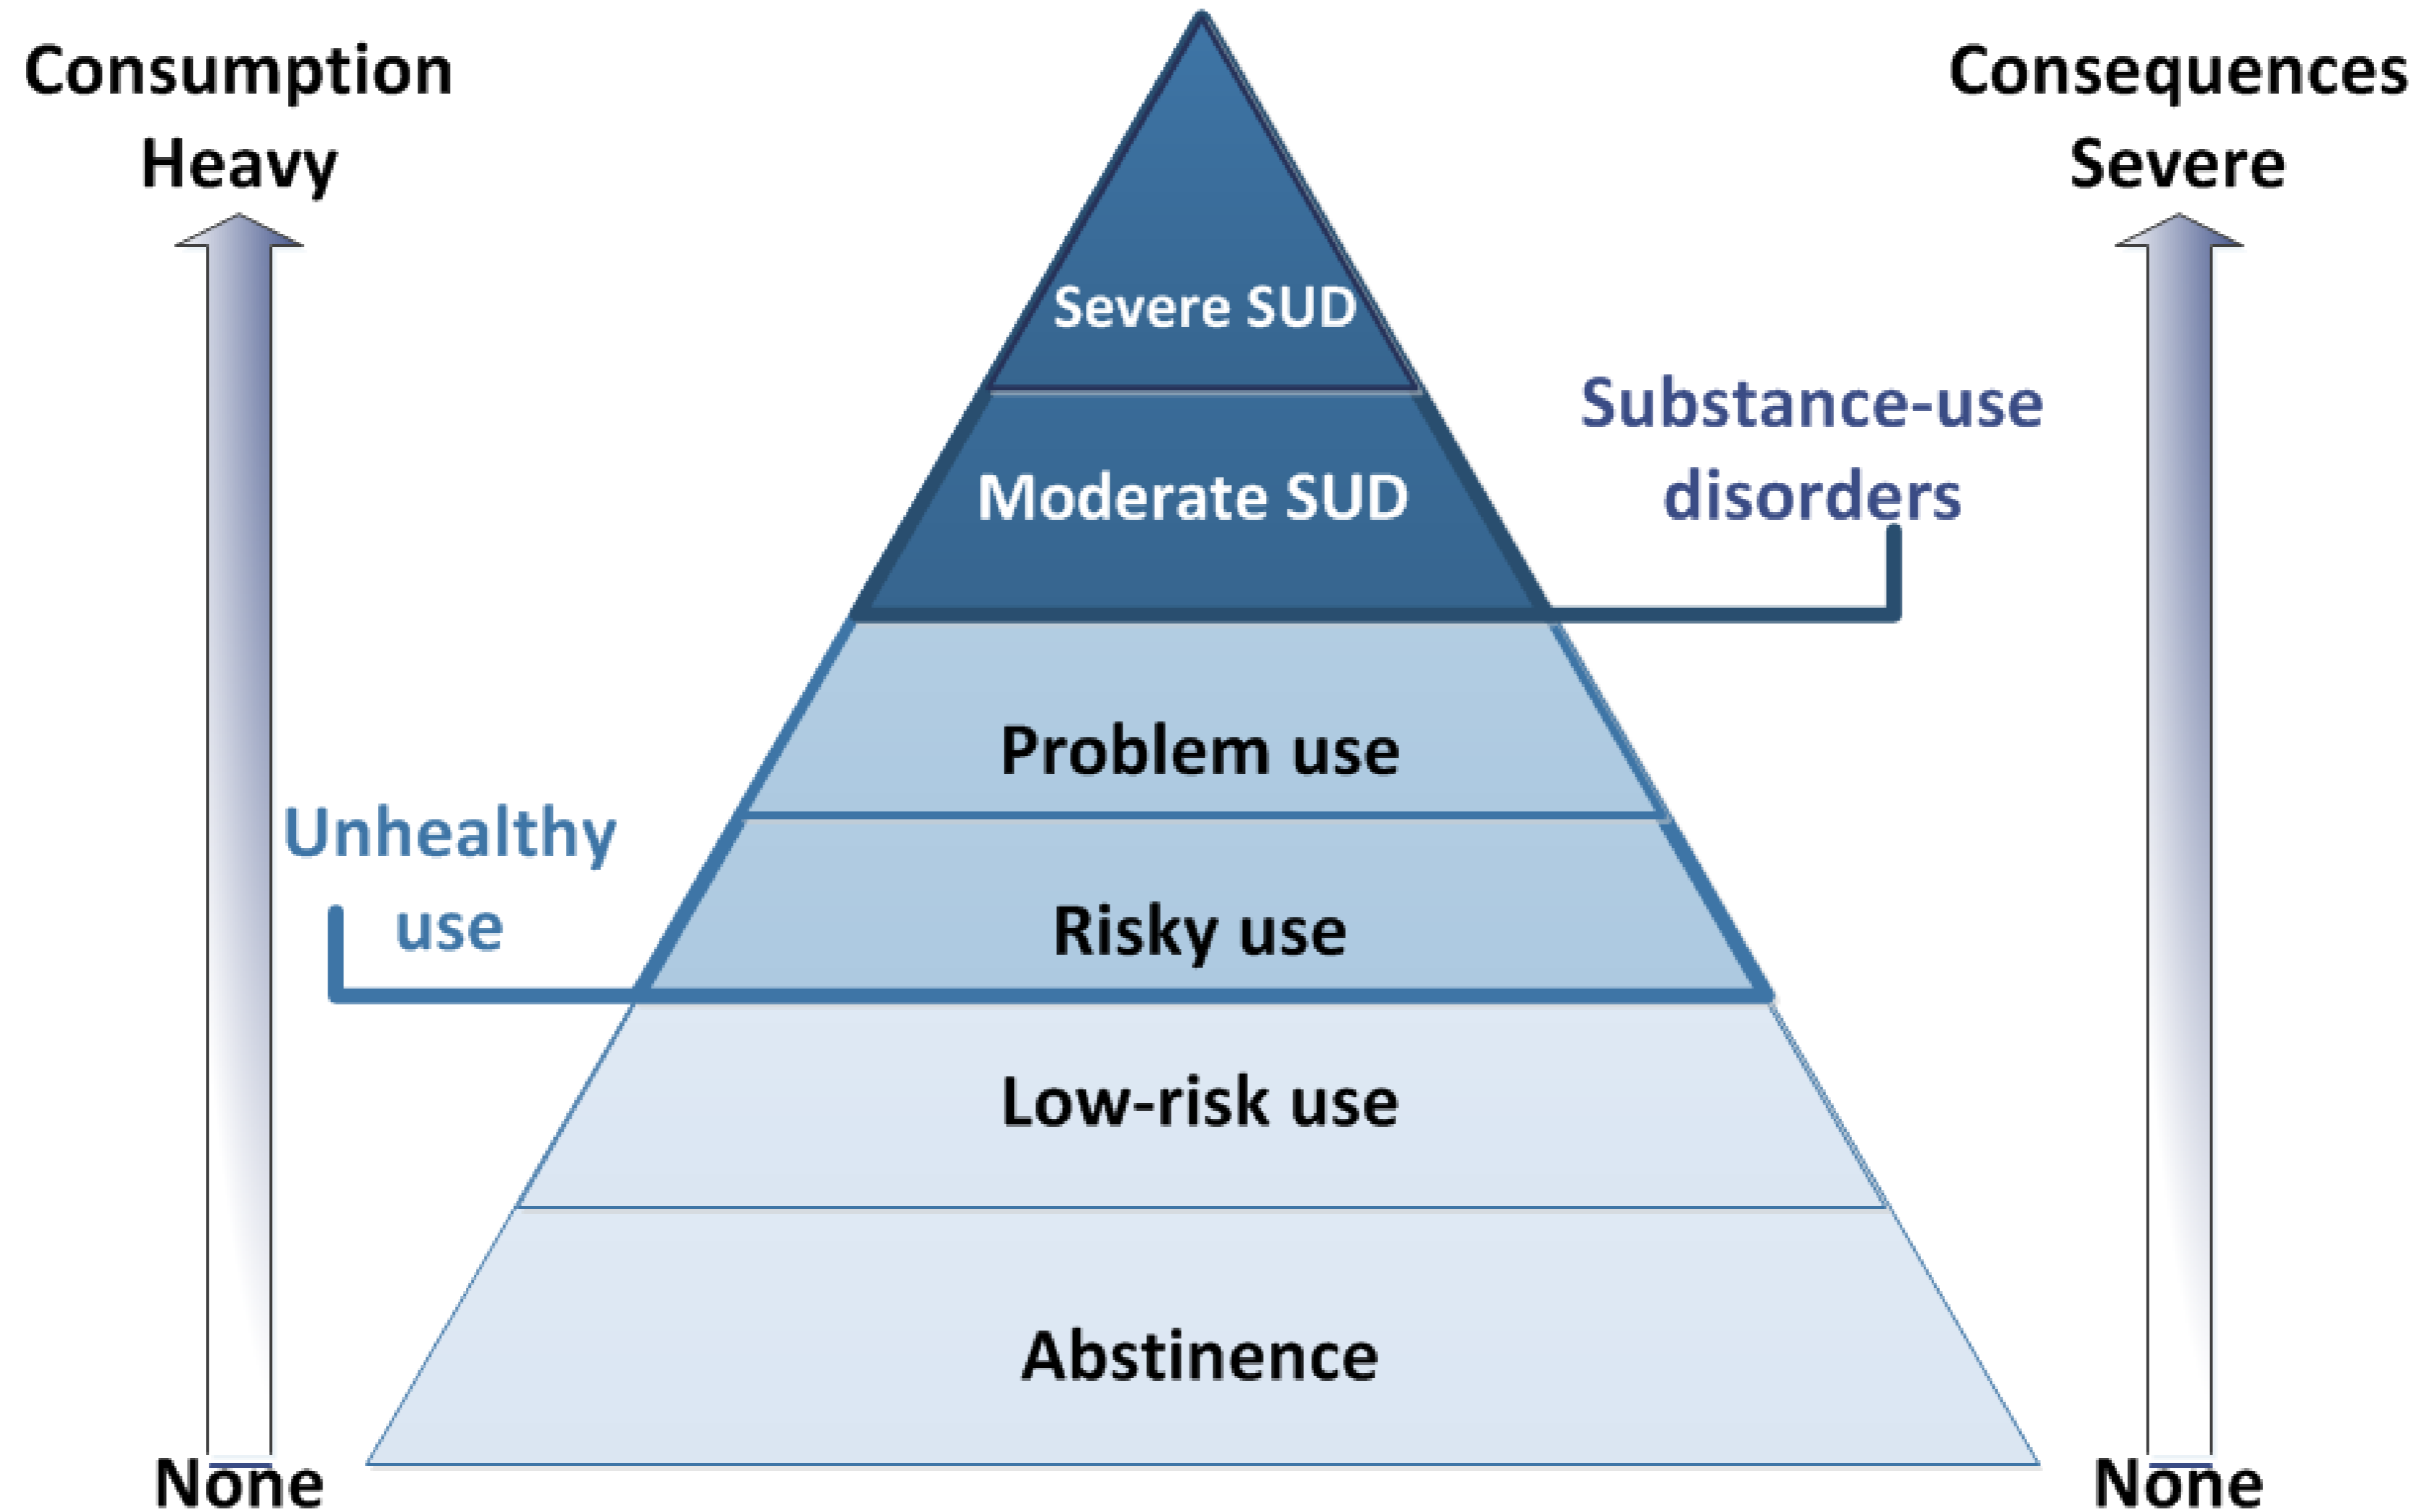 Consumption
Heavy
Consequences
Severe
Severe SUD
Substance-use
disorders
Moderate SUD
Problem use
Unhealthy
use
Risky use
Low-risk use
Abstinence
None
None